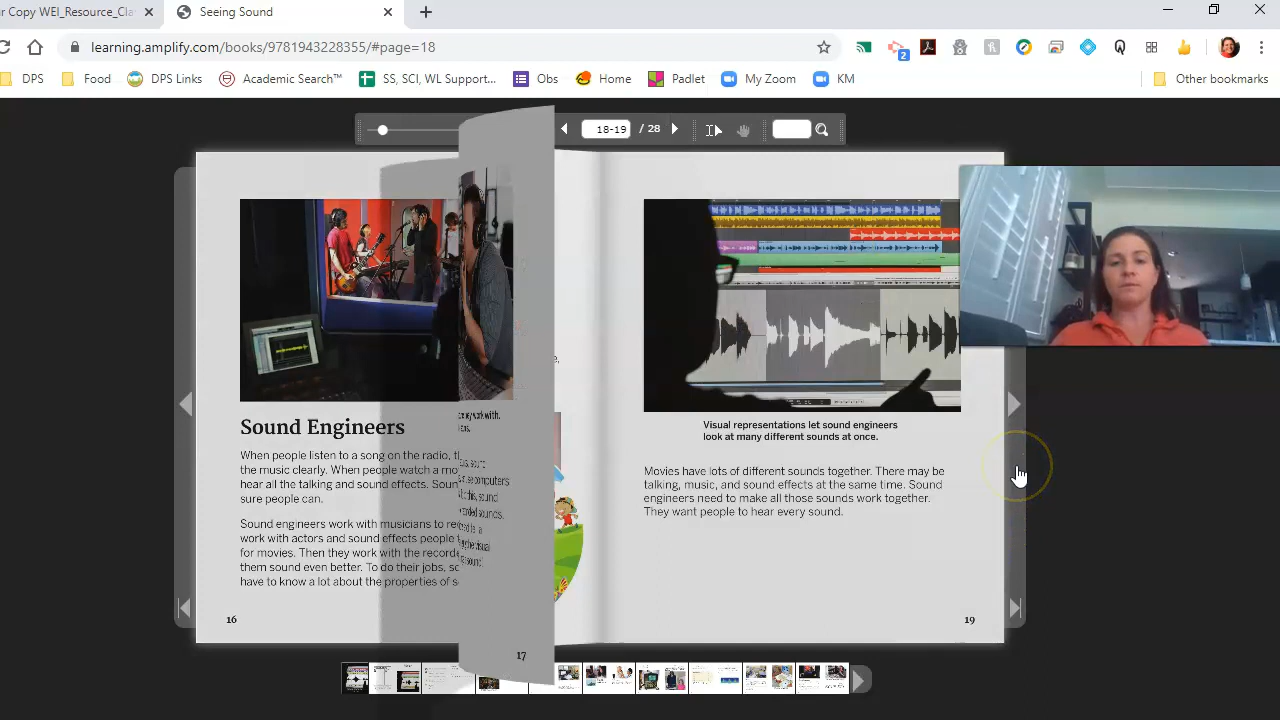 r Copy WEI_Resource_Cla
Seeing Sound
learning.amplify.com/books/9781943228355/#page=18
2
DPS
Food
DPS Links
Academic Search™
SS, SCI, WL Support...
Obs
Home
Padlet
My Zoom
KM
Other bookmarks
18-19 / 28
Sound Engineers
When people listen to a song on the radio, t
the music clearly. When people watch a mo
hear all the talking and sound effects. Soun
sure people can.
Sound engineers work with musicians to re
work with actors and sound effects people
for movies. Then they work with the recorde
them sound even better. To do their jobs, so
have to know a lot about the properties of s
16
17
Visual representations let sound engineers
look at many different sounds at once.
Movies have lots of different sounds together. There may be
talking, music, and sound effects at the same time. Sound
engineers need to make all those sounds work together.
They want people to hear every sound.
19